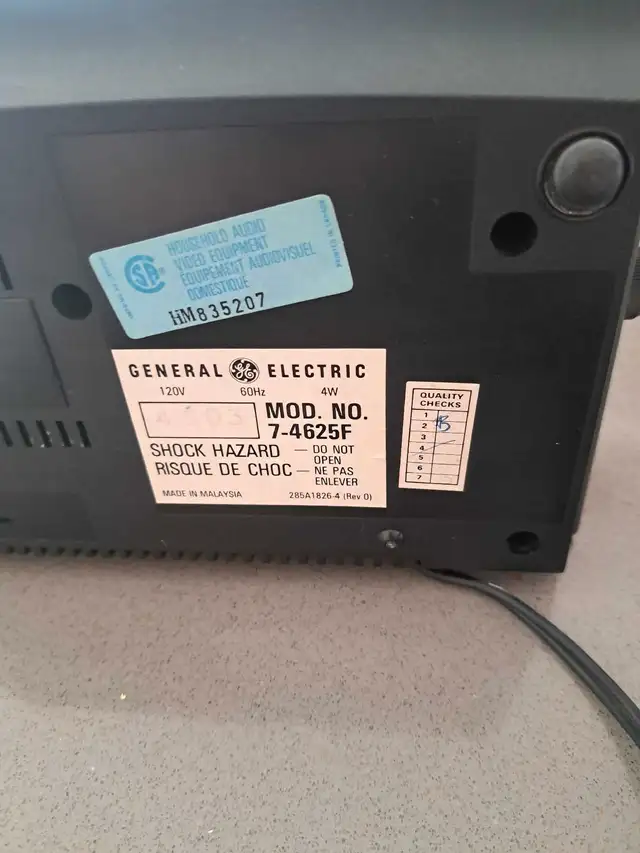 HOUSEHOLD AUDIO
VIDEO EQUIPMENT
EQUIPEMENT AUDIOVISUEL
DOMESTIQUE
HM835207
GENERAL GE ELECTRIC
120V 60Hz 4W
MOD. NO.
7-4625F
SHOCK HAZARD — DO NOT OPEN
RISQUE DE CHOC — NE PAS ENLEVER
MADE IN MALAYSIA 285A1826-4 (Rev 0)
QUALITY
CHECKS
1
2
3
4
5
6
7